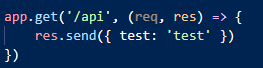 app.get('/api', (req, res) => {
    res.send({ test: 'test' })
})